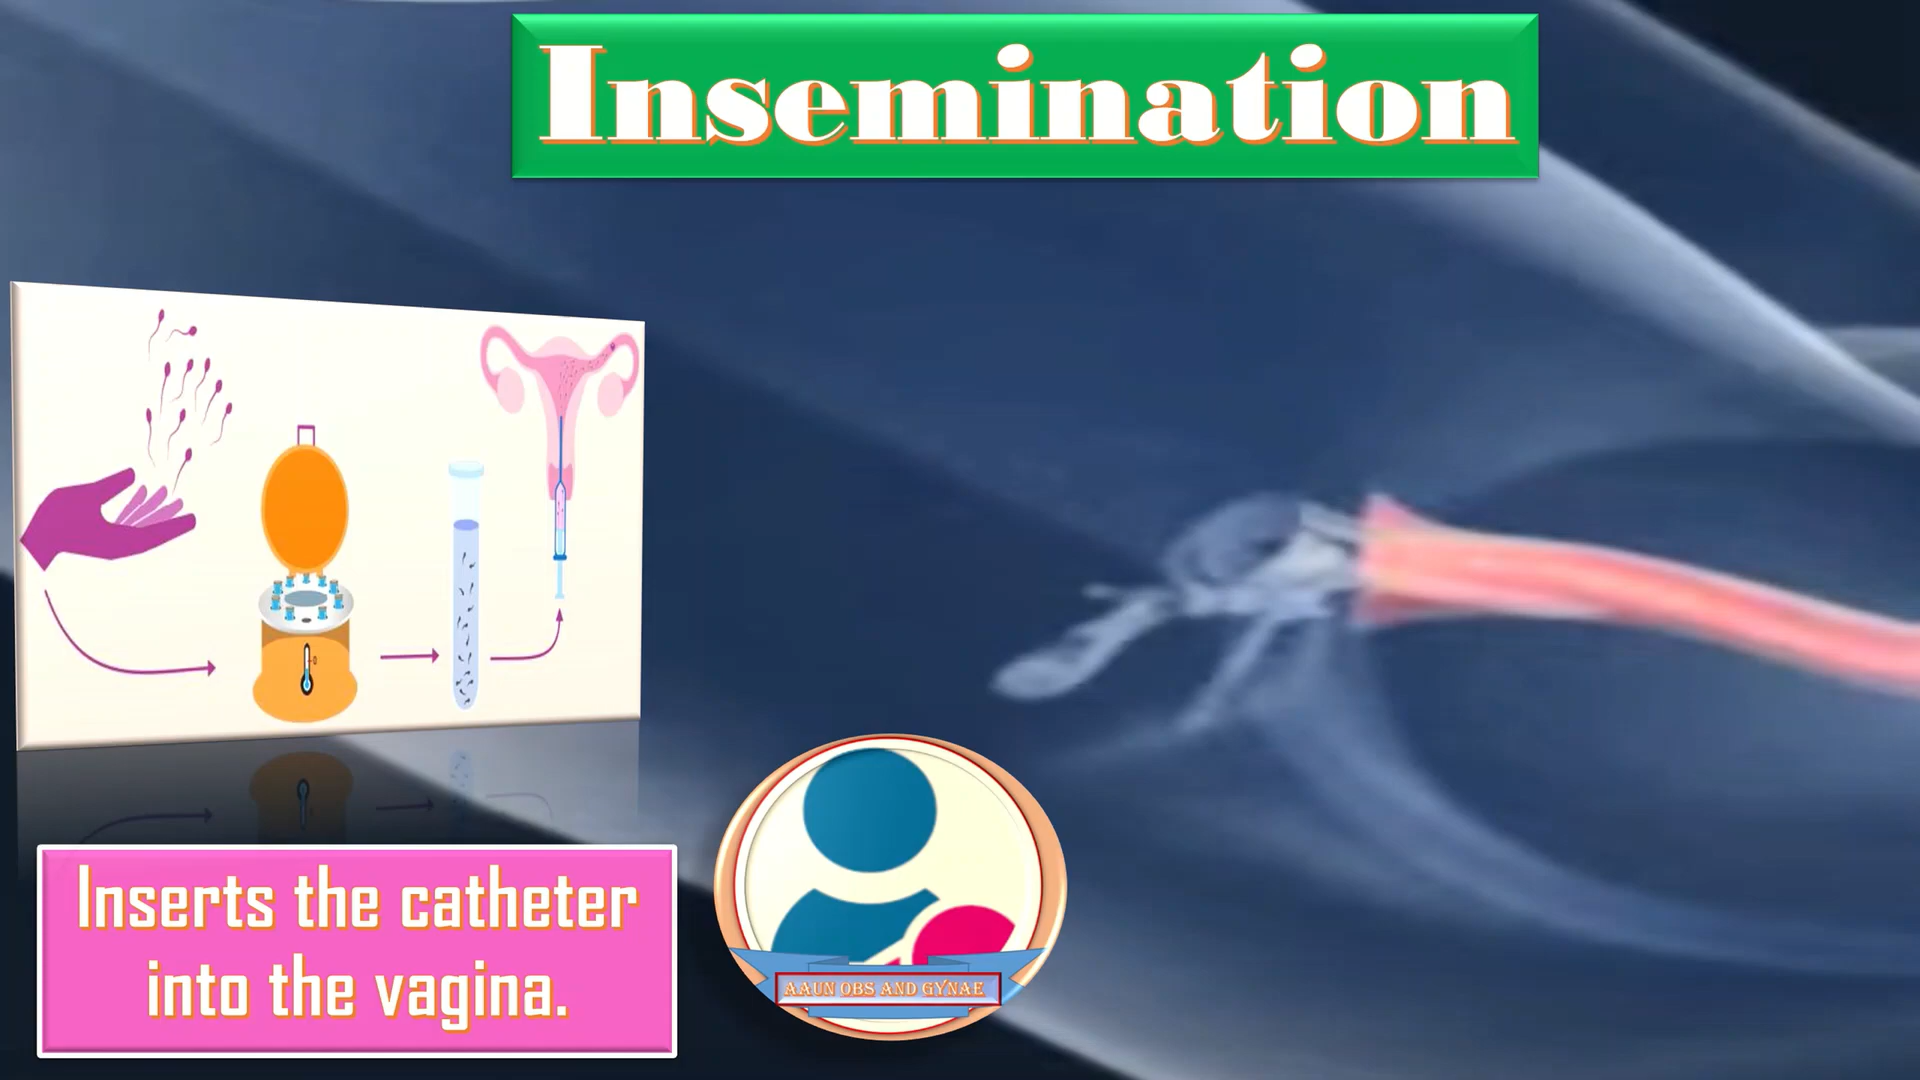 Insemination
Inserts the catheter
into the vagina.
AAUN OBS AND GYNAE